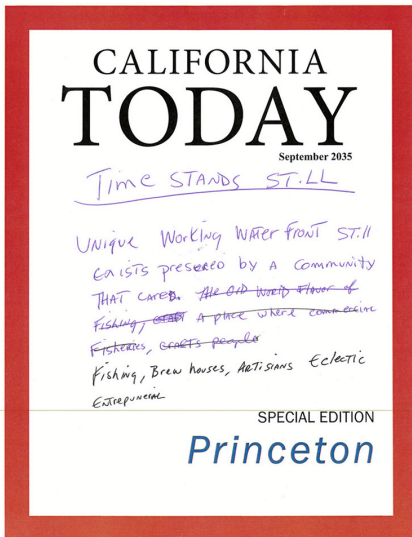 CALIFORNIA
TODAY
September 2035
Time STANDS STILL
UNiQue Working WATer FronT STill
exists preserved by A Community
THAT CAReD. The OlD World Flavor of
Fishing, CRAFT A place where commercial
Fisheries, CRAFTS people
Fishing, Brew houses, ARTISIANS Eclectic
ENTrepuneriAL
SPECIAL EDITION
Princeton